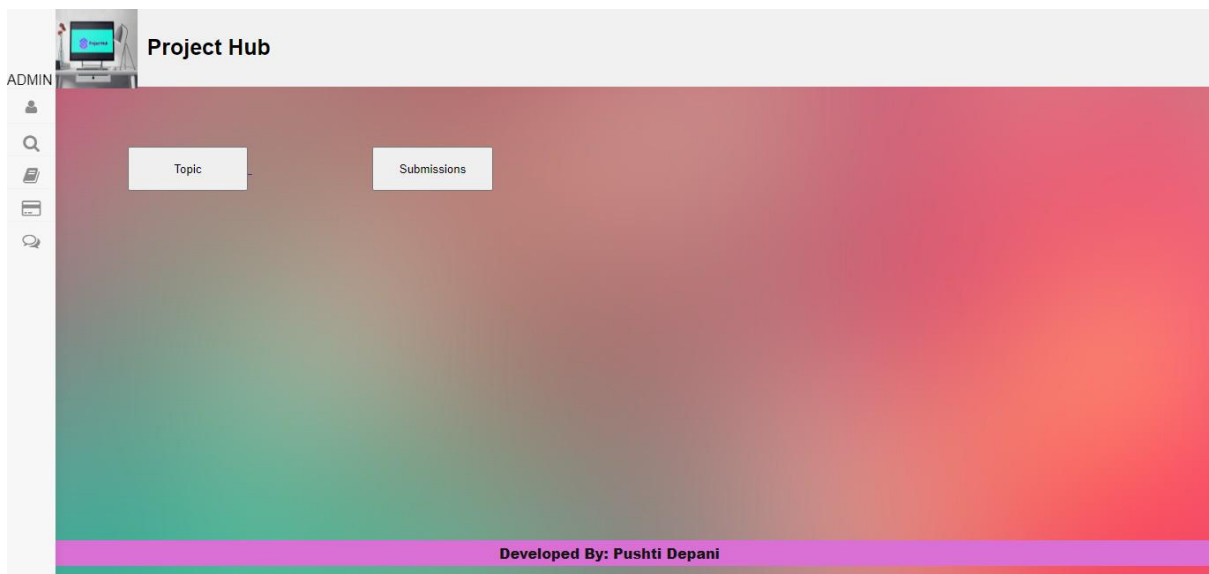 Project Hub
ADMIN
Topic
Submissions
Developed By: Pushti Depani